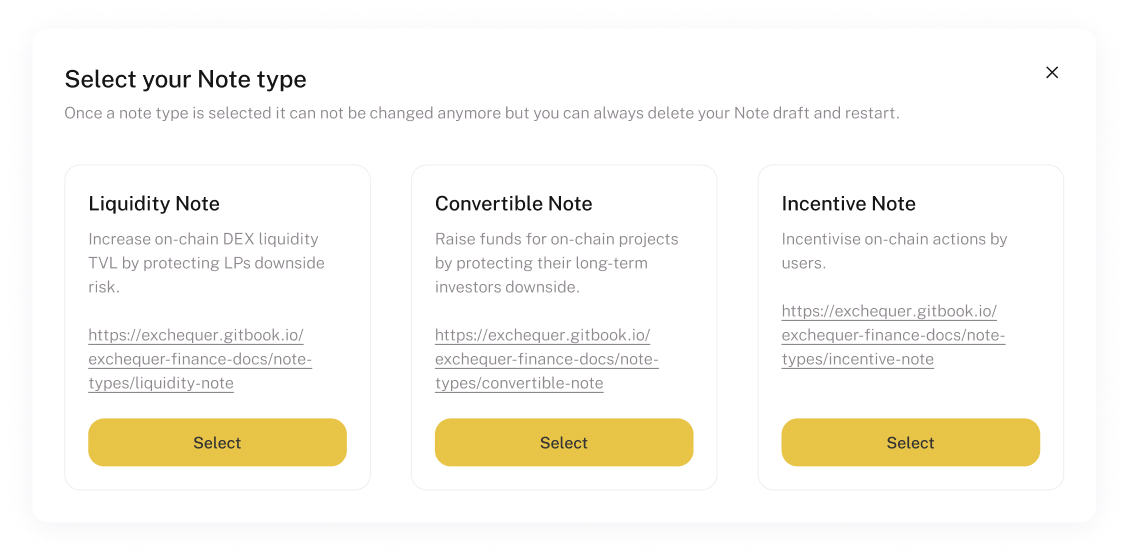 Select your Note type
Once a note type is selected it can not be changed anymore but you can always delete your Note draft and restart.
Liquidity Note
Increase on-chain DEX liquidity
TVL by protecting LPs downside
risk.
https://exchequer.gitbook.io/
exchequer-finance-docs/note-
types/liquidity-note
Select
Convertible Note
Raise funds for on-chain projects
by protecting their long-term
investors downside.
https://exchequer.gitbook.io/
exchequer-finance-docs/note-
types/convertible-note
Select
Incentive Note
Incentivise on-chain actions by
users.
https://exchequer.gitbook.io/
exchequer-finance-docs/note-
types/incentive-note
Select